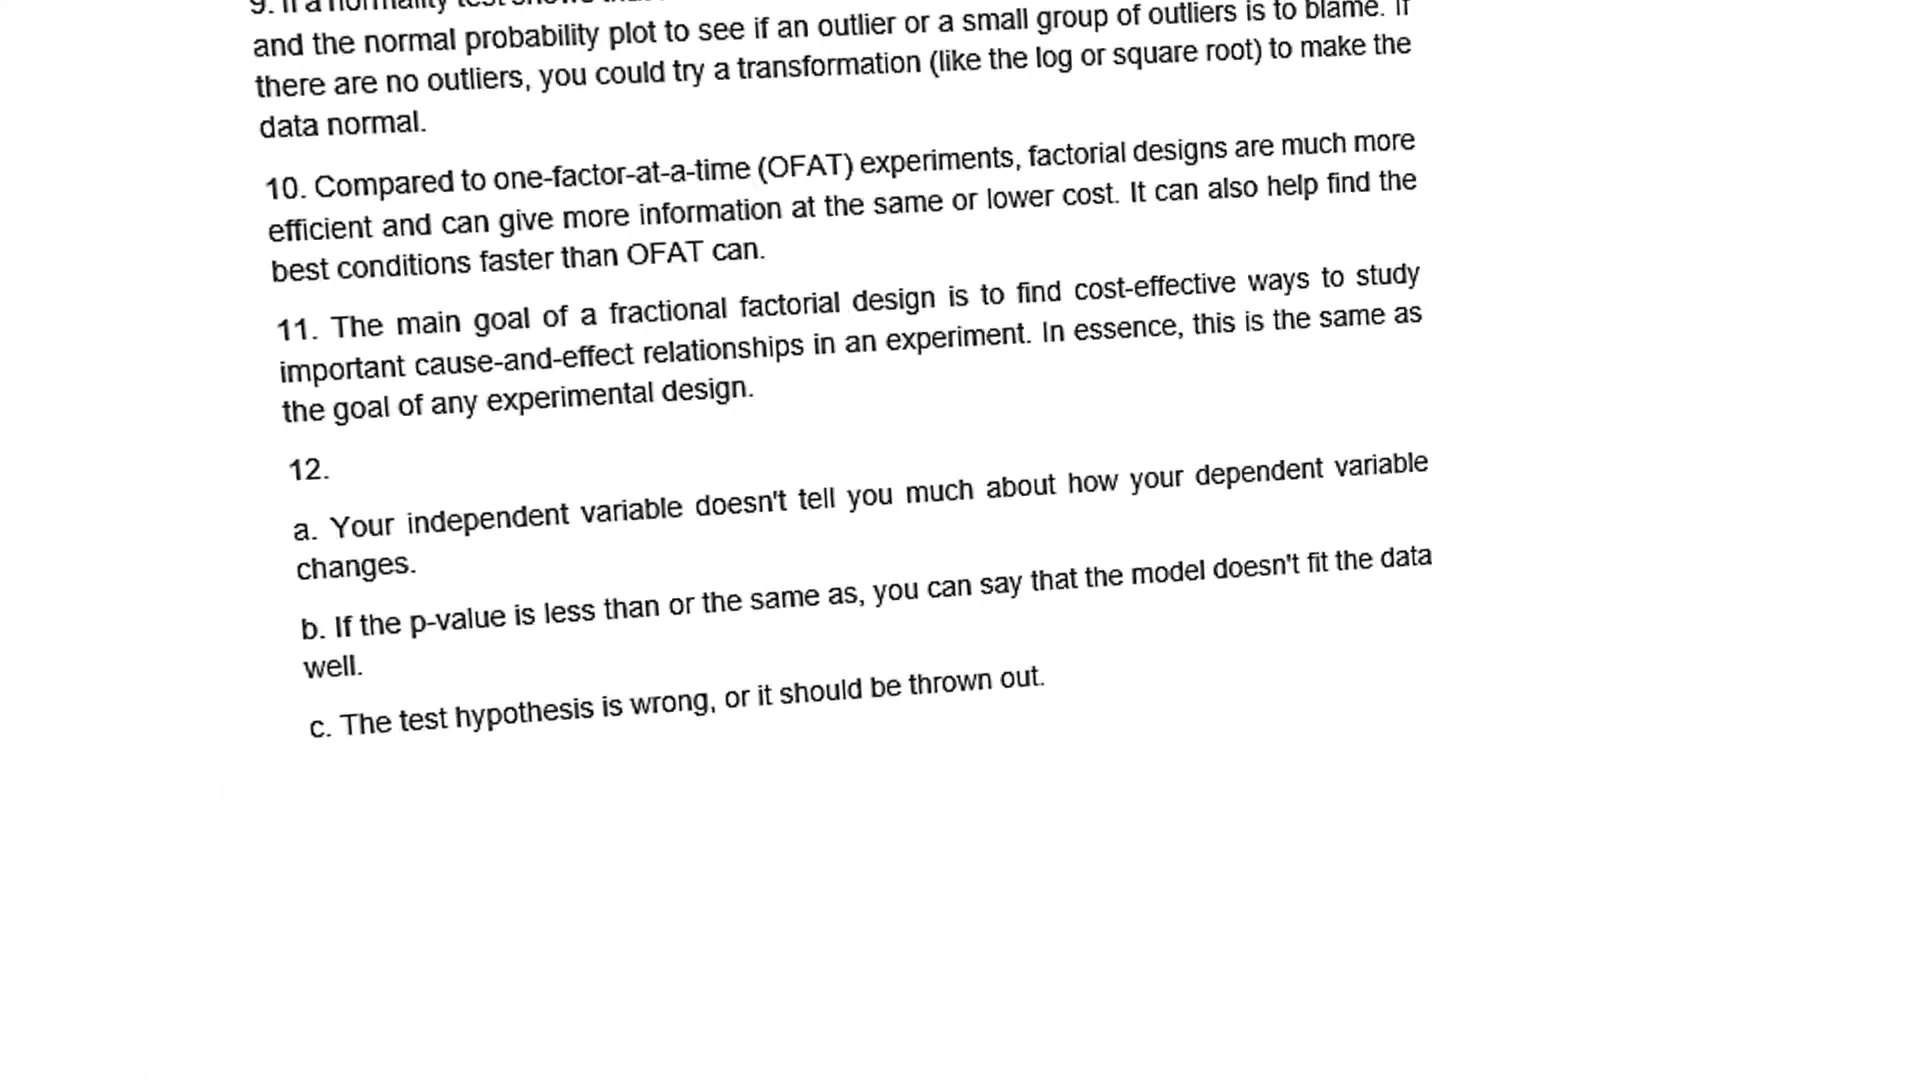 9. If a normality test shows
and the normal probability plot to see if an outlier or a small group of outliers is to blame. If
there are no outliers, you could try a transformation (like the log or square root) to make the
data normal.
10. Compared to one-factor-at-a-time (OFAT) experiments, factorial designs are much more
efficient and can give more information at the same or lower cost. It can also help find the
best conditions faster than OFAT can.
11. The main goal of a fractional factorial design is to find cost-effective ways to study
important cause-and-effect relationships in an experiment. In essence, this is the same as
the goal of any experimental design.
12.
a. Your independent variable doesn't tell you much about how your dependent variable
changes.
b. If the p-value is less than or the same as, you can say that the model doesn't fit the data
well.
c. The test hypothesis is wrong, or it should be thrown out.